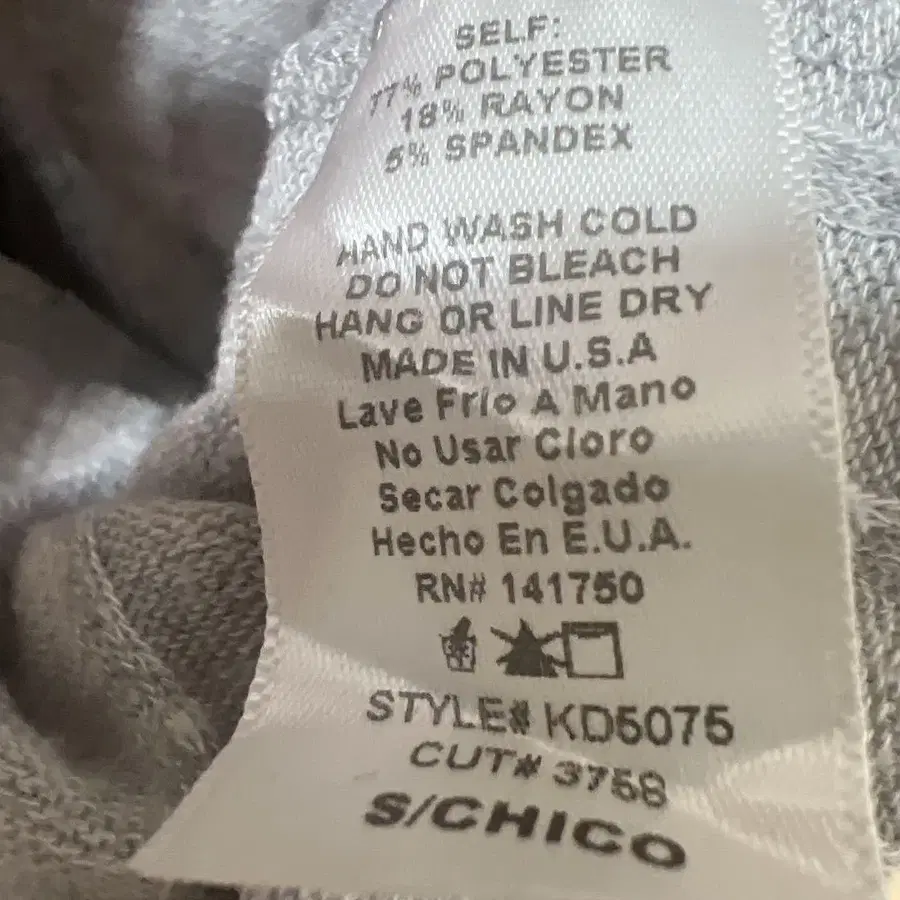 SELF:
77% POLYESTER
18% RAYON
5% SPANDEX
HAND WASH COLD
DO NOT BLEACH
HANG OR LINE DRY
MADE IN U.S.A
Lave Frio A Mano
No Usar Cloro
Secar Colgado
Hecho En E.U.A.
RN# 141750
STYLE# KD5075
CUT# 3758
S/CHICO